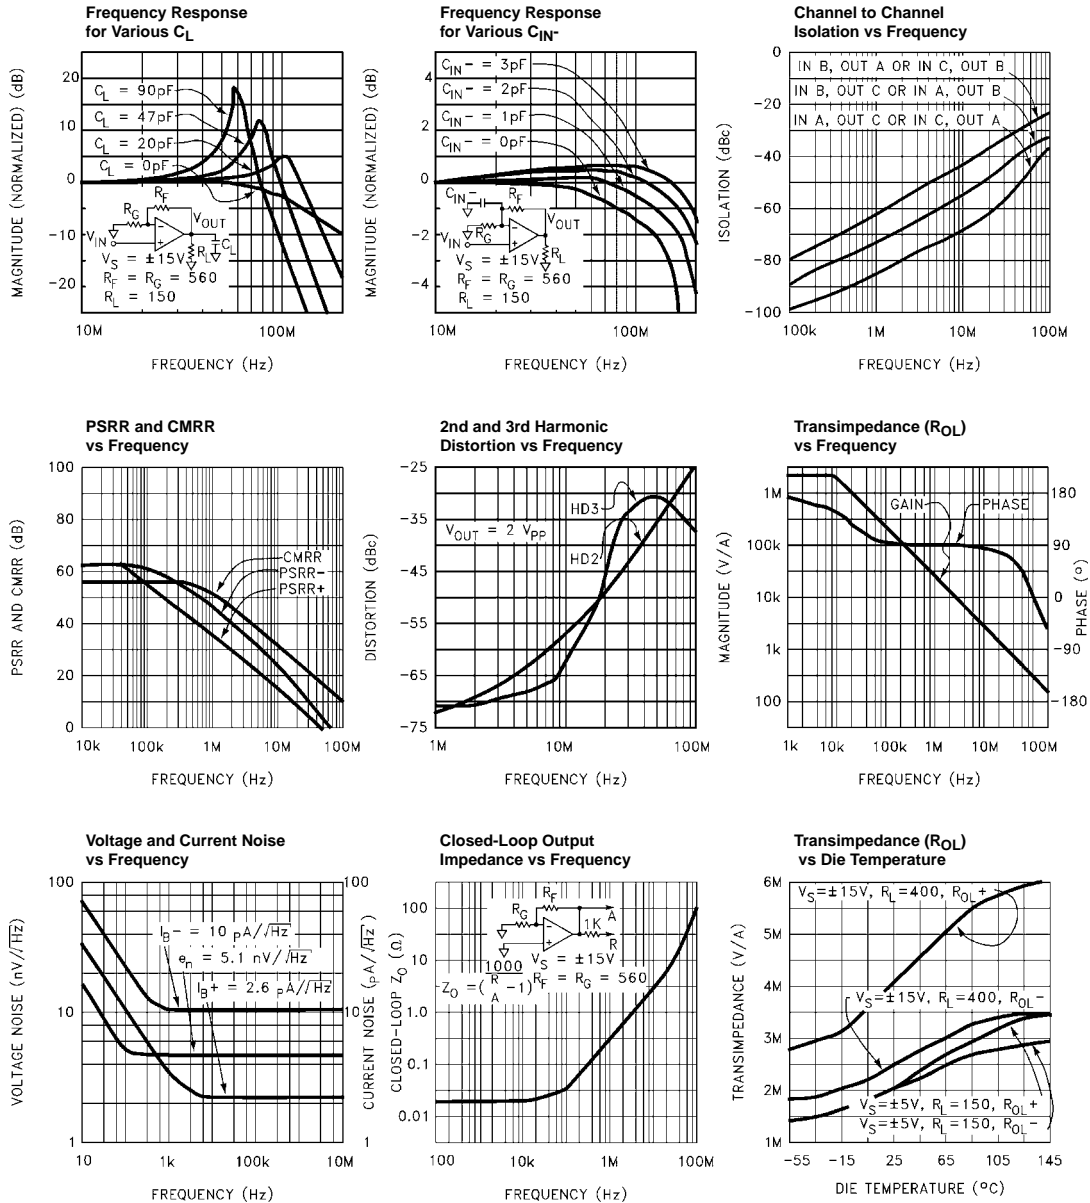 Frequency Response
for Various CL
MAGNITUDE (NORMALIZED) (dB)
20
10
0
-10
-20
CL = 90pF
CL = 47pF
CL = 20pF
CL = 0pF
RF
RG
VOUT
VIN
RL
CL
VS = ±15V
RF = RG = 560
RL = 150
10M
100M
FREQUENCY (Hz)
Frequency Response
for Various CIN-
MAGNITUDE (NORMALIZED) (dB)
4
2
0
-2
-4
CIN- = 3pF
CIN- = 2pF
CIN- = 1pF
CIN- = 0pF
CIN-
RF
RG
VOUT
VIN
RL
VS = ±15V
RF = RG = 560
RL = 150
10M
100M
FREQUENCY (Hz)
Channel to Channel
Isolation vs Frequency
ISOLATION (dBc)
0
-20
-40
-60
-80
-100
IN B, OUT A OR IN C, OUT B
IN B, OUT C OR IN A, OUT B
IN A, OUT C OR IN C, OUT A
100k
1M
10M
100M
FREQUENCY (Hz)
PSRR and CMRR
vs Frequency
PSRR AND CMRR (dB)
100
80
60
40
20
0
CMRR
PSRR-
PSRR+
10k
100k
1M
10M
100M
FREQUENCY (Hz)
2nd and 3rd Harmonic
Distortion vs Frequency
DISTORTION (dBc)
-25
-35
-45
-55
-65
-75
HD3
VOUT = 2 VPP
HD2
1M
10M
100M
FREQUENCY (Hz)
Transimpedance (ROL)
vs Frequency
MAGNITUDE (V/A)
1M
100k
10k
1k
100
GAIN
PHASE
180
90
0
-90
-180
PHASE (°)
1k
10k
100k
1M
10M
100M
FREQUENCY (Hz)
Voltage and Current Noise
vs Frequency
VOLTAGE NOISE (nV/√Hz)
100
10
1
IB- = 10 pA/√Hz
en = 5.1 nV/√Hz
IB+ = 2.6 pA/√Hz
100
10
1
CURRENT NOISE (pA/√Hz)
10
1k
100k
10M
FREQUENCY (Hz)
Closed-Loop Output
Impedance vs Frequency
CLOSED-LOOP ZO (Ω)
100
10
1.0
0.1
0.01
RF
RG
1K
A
R
VS = ±15V
RF = RG = 560
ZO = (1000 / R/A -1)
100
10k
1M
100M
FREQUENCY (Hz)
Transimpedance (ROL)
vs Die Temperature
TRANSIMPEDANCE (V/A)
6M
5M
4M
3M
2M
1M
VS=±15V, RL=400, ROL+
VS=±15V, RL=400, ROL-
VS=±5V, RL=150, ROL+
VS=±5V, RL=150, ROL-
-55
-15
25
65
105
145
DIE TEMPERATURE (°C)